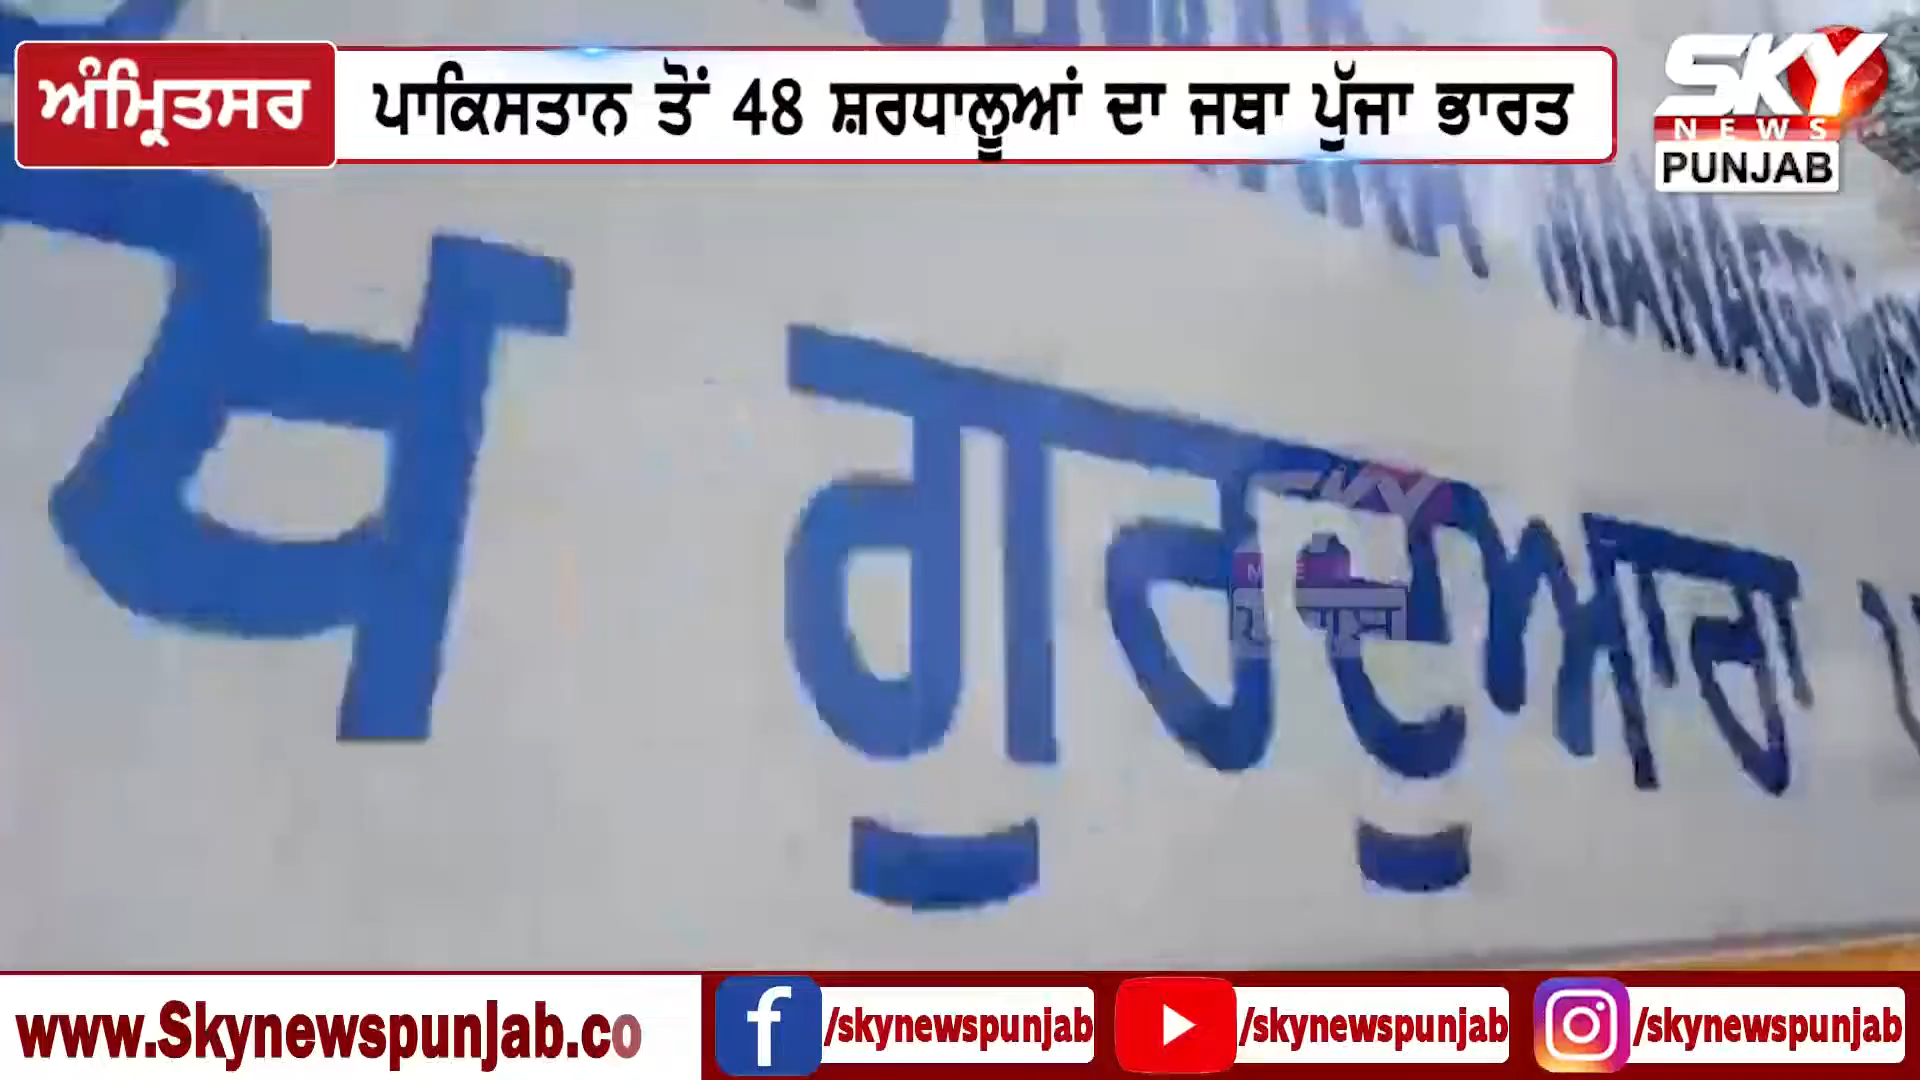 ਅੰਮ੍ਰਿਤਸਰ
ਪਾਕਿਸਤਾਨ ਤੋਂ 48 ਸ਼ਰਧਾਲੂਆਂ ਦਾ ਜਥਾ ਪੁੱਜਾ ਭਾਰਤ
SKY
NEWS
PUNJAB
ਗੁਰਦੁਆਰਾ
www.Skynewspunjab.co
/skynewspunjab
/skynewspunjab
/skynewspunjab